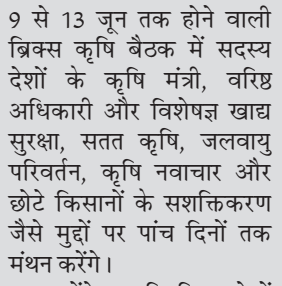 9 से 13 जून तक होने वाली
ब्रिक्स कृषि बैठक में सदस्य
देशों के कृषि मंत्री, वरिष्ठ
अधिकारी और विशेषज्ञ खाद्य
सुरक्षा, सतत कृषि, जलवायु
परिवर्तन, कृषि नवाचार और
छोटे किसानों के सशक्तिकरण
जैसे मुद्दों पर पांच दिनों तक
मंथन करेंगे।